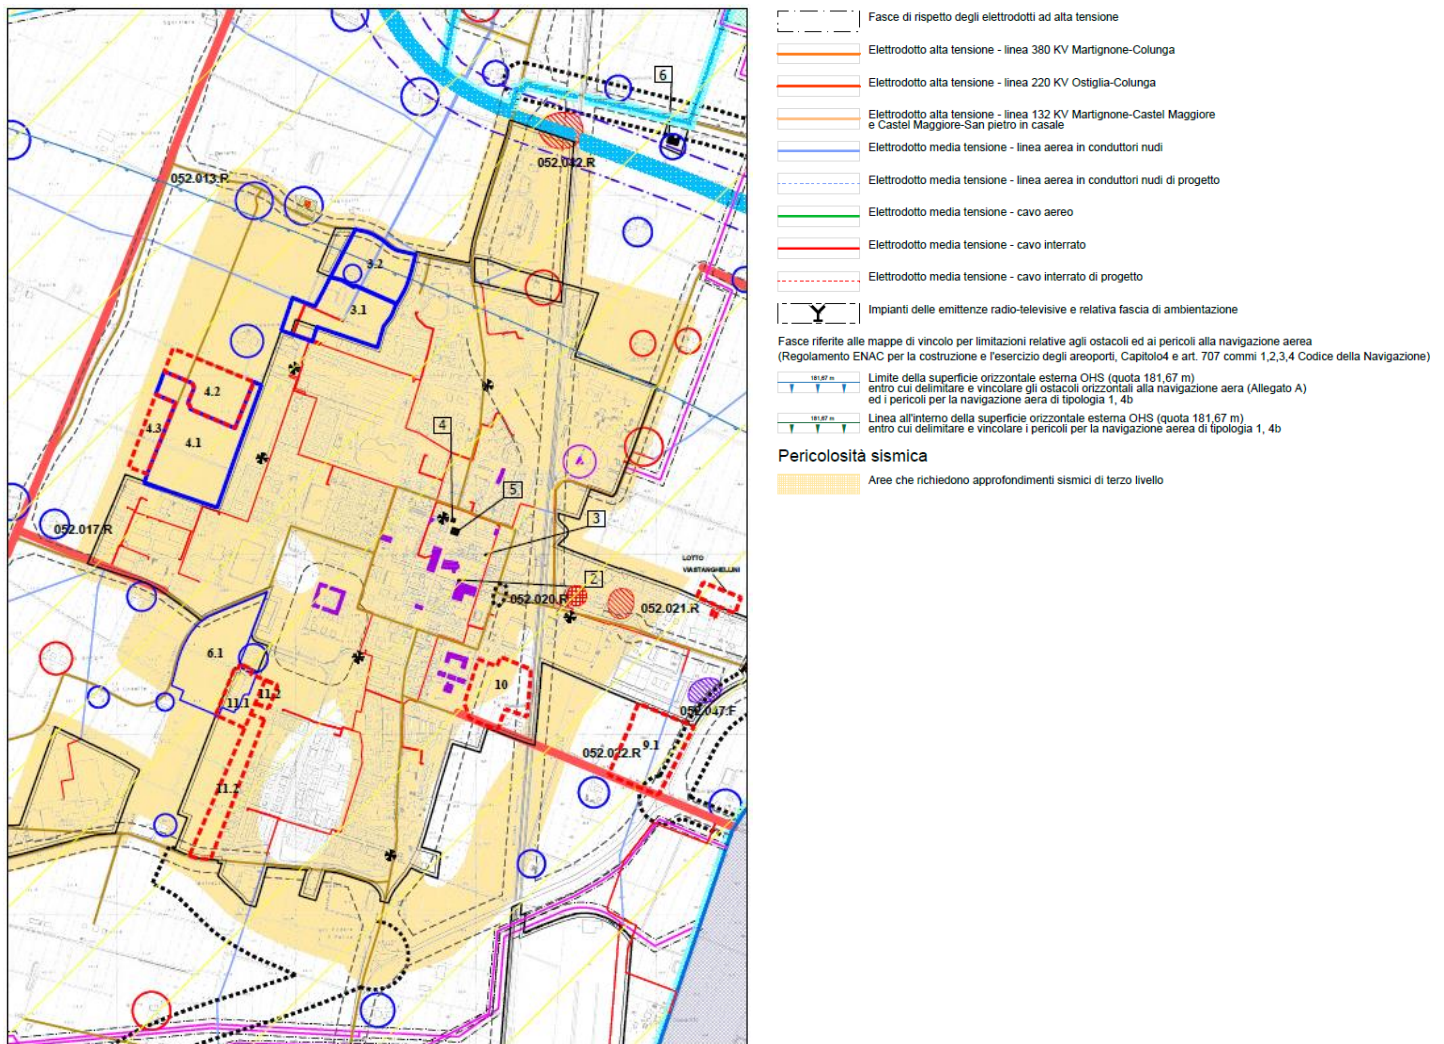 6
052.042.R
052.013.R
3.2
3.1
4.2
4.3
4.1
4
5
3
052.017.R
LOTTO
VIA STANGHELLINI
2
052.020.R
052.021.R
6.1
11.1
11.2
10
052.047.F
9.1
052.022.R
11.2
Fasce di rispetto degli elettrodotti ad alta tensione
Elettrodotto alta tensione - linea 380 KV Martignone-Colunga
Elettrodotto alta tensione - linea 220 KV Ostiglia-Colunga
Elettrodotto alta tensione - linea 132 KV Martignone-Castel Maggiore
e Castel Maggiore-San pietro in casale
Elettrodotto media tensione - linea aerea in conduttori nudi
Elettrodotto media tensione - linea aerea in conduttori nudi di progetto
Elettrodotto media tensione - cavo aereo
Elettrodotto media tensione - cavo interrato
Elettrodotto media tensione - cavo interrato di progetto
Impianti delle emittenze radio-televisive e relativa fascia di ambientazione
Fasce riferite alle mappe di vincolo per limitazioni relative agli ostacoli ed ai pericoli alla navigazione aerea
(Regolamento ENAC per la costruzione e l'esercizio degli areoporti, Capitolo4 e art. 707 commi 1,2,3,4 Codice della Navigazione)
181,67 m
Limite della superficie orizzontale esterna OHS (quota 181,67 m)
entro cui delimitare e vincolare gli ostacoli orizzontali alla navigazione aera (Allegato A)
ed i pericoli per la navigazione aera di tipologia 1, 4b
181,67 m
Linea all'interno della superficie orizzontale esterna OHS (quota 181,67 m)
entro cui delimitare e vincolare i pericoli per la navigazione aerea di tipologia 1, 4b
Pericolosità sismica
Aree che richiedono approfondimenti sismici di terzo livello